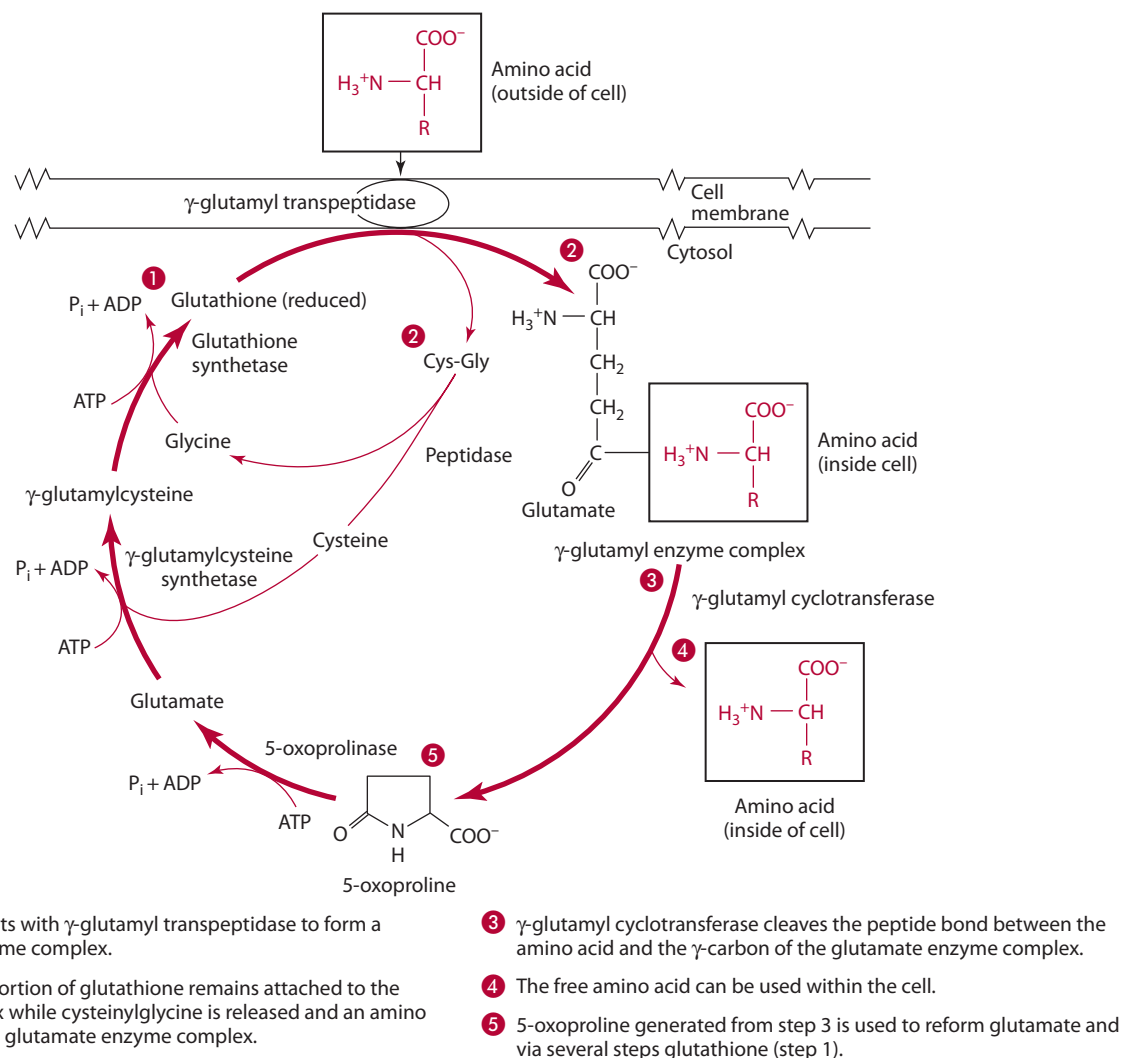 COO⁻
H₃⁺N — CH
R
Amino acid
(outside of cell)
γ-glutamyl transpeptidase
Cell
membrane
Cytosol
1
Pᵢ + ADP
Glutathione (reduced)
Glutathione
synthetase
ATP
Glycine
2
Cys-Gly
Peptidase
Cysteine
2
COO⁻
H₃⁺N — CH
CH₂
CH₂
C
O
Glutamate
COO⁻
H₃⁺N — CH
R
Amino acid
(inside cell)
γ-glutamyl enzyme complex
γ-glutamylcysteine
γ-glutamylcysteine
synthetase
Pᵢ + ADP
ATP
Glutamate
3
γ-glutamyl cyclotransferase
4
COO⁻
H₃⁺N — CH
R
Amino acid
(inside of cell)
5-oxoprolinase
5
Pᵢ + ADP
ATP
O
N
H
COO⁻
5-oxoproline
ts with γ-glutamyl transpeptidase to form a
me complex.
ortion of glutathione remains attached to the
x while cysteinylglycine is released and an amino
glutamate enzyme complex.
3 γ-glutamyl cyclotransferase cleaves the peptide bond between the
amino acid and the γ-carbon of the glutamate enzyme complex.
4 The free amino acid can be used within the cell.
5 5-oxoproline generated from step 3 is used to reform glutamate and
via several steps glutathione (step 1).